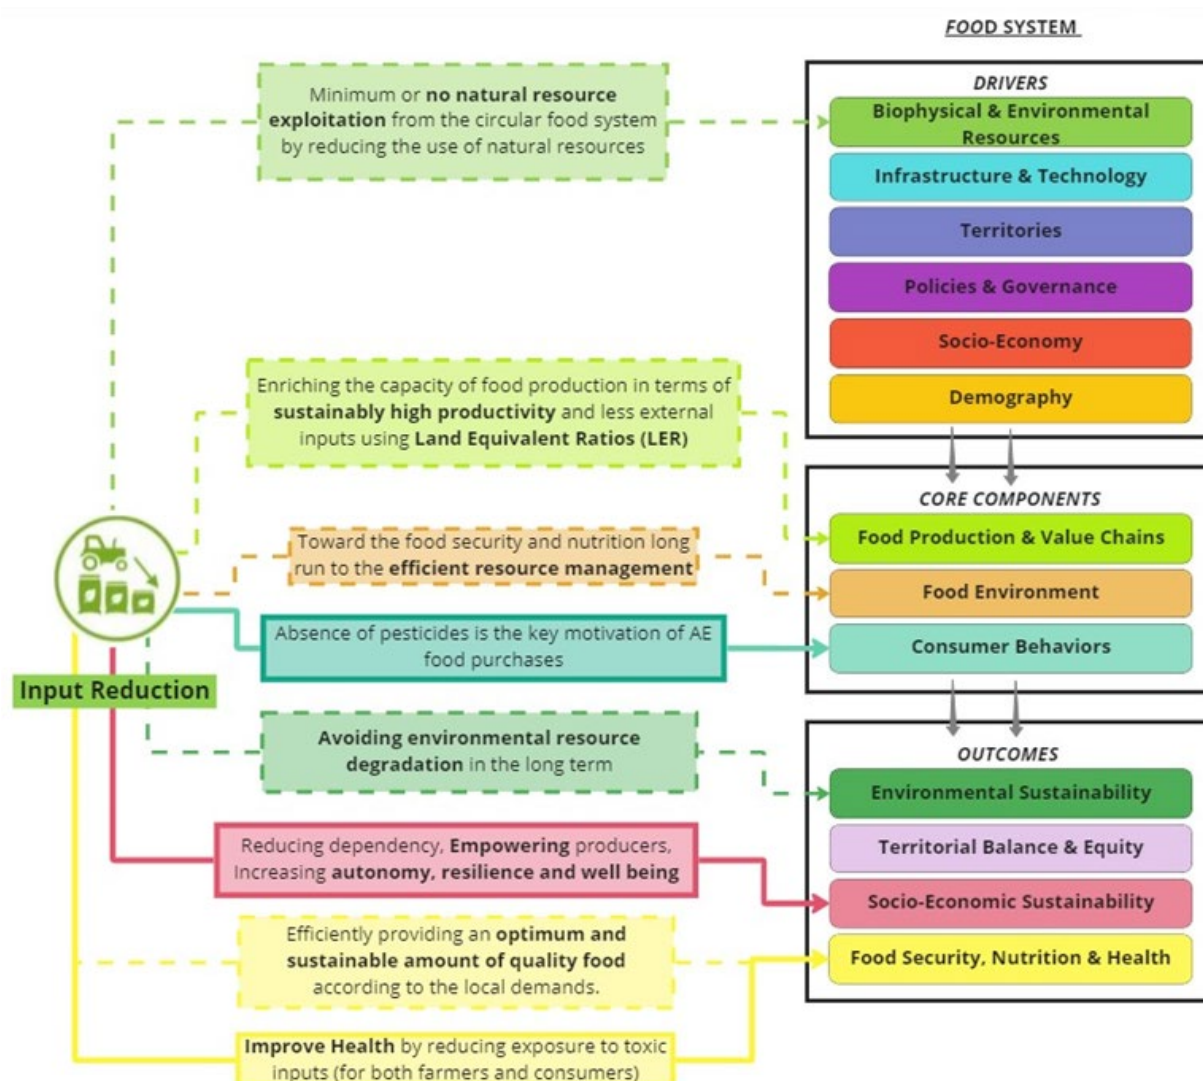 FOOD SYSTEM
Minimum or no natural resource
exploitation from the circular food system
by reducing the use of natural resources
DRIVERS
Biophysical & Environmental
Resources
Infrastructure & Technology
Territories
Policies & Governance
Socio-Economy
Demography
Enriching the capacity of food production in terms of
sustainably high productivity and less external
inputs using Land Equivalent Ratios (LER)
CORE COMPONENTS
Food Production & Value Chains
Toward the food security and nutrition long
run to the efficient resource management
Food Environment
Absence of pesticides is the key motivation of AE
food purchases
Consumer Behaviors
Input Reduction
Avoiding environmental resource
degradation in the long term
OUTCOMES
Environmental Sustainability
Territorial Balance & Equity
Reducing dependency, Empowering producers,
Increasing autonomy, resilience and well being
Socio-Economic Sustainability
Efficiently providing an optimum and
sustainable amount of quality food
according to the local demands.
Food Security, Nutrition & Health
Improve Health by reducing exposure to toxic
inputs (for both farmers and consumers)